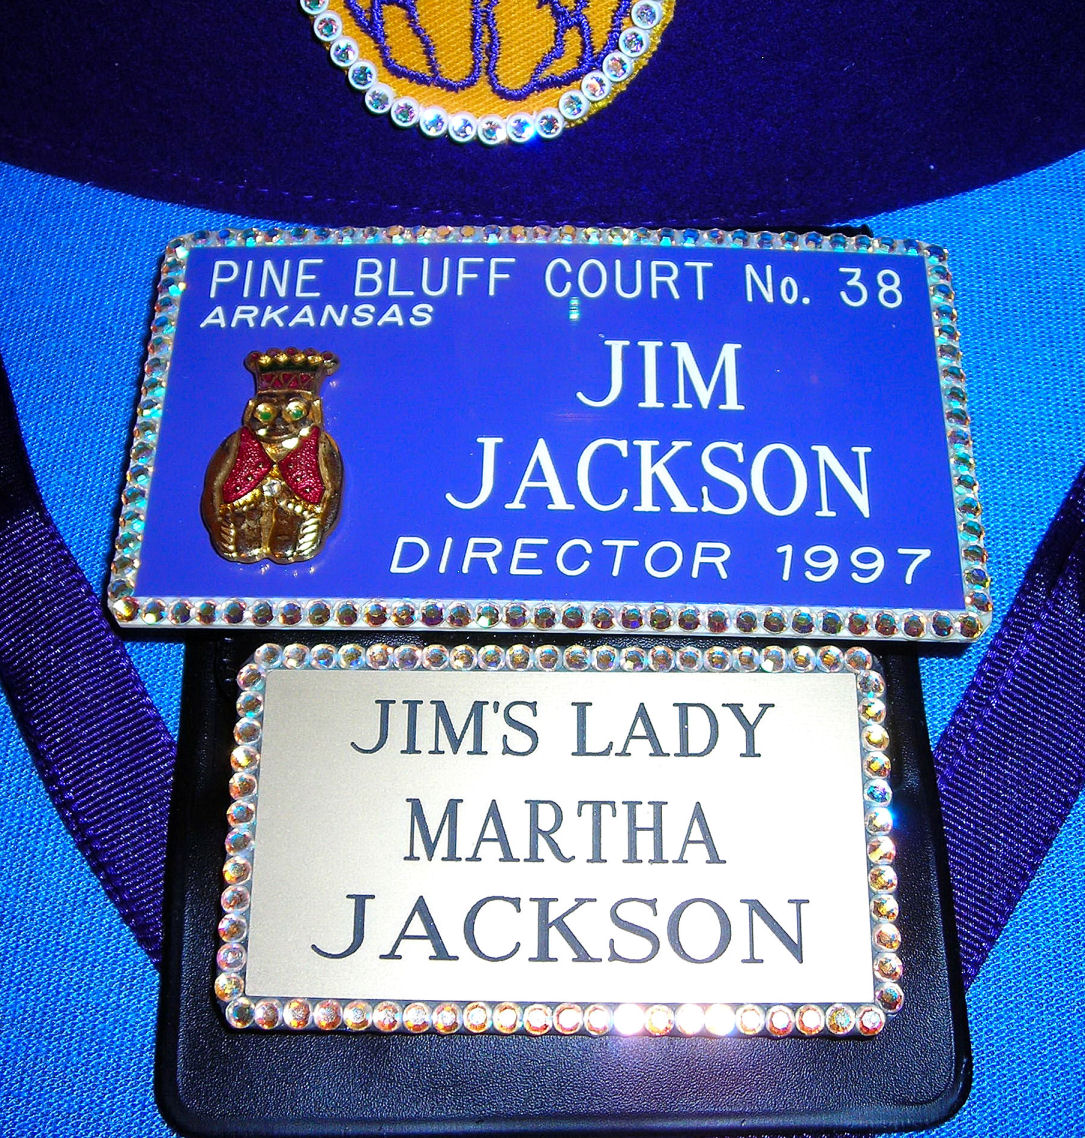 PINE BLUFF COURT No. 38
ARKANSAS
JIM
JACKSON
DIRECTOR 1997
JIM'S LADY
MARTHA
JACKSON